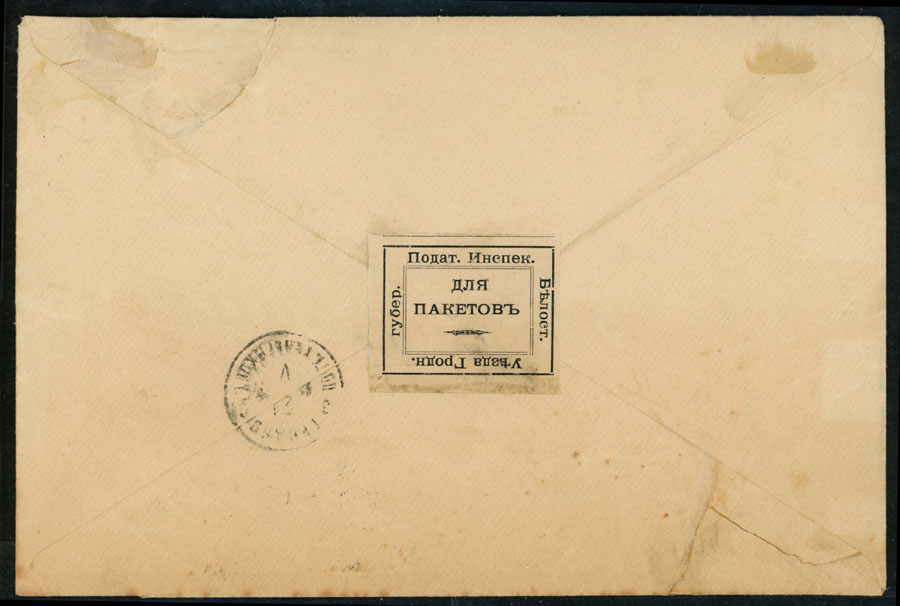 Подат. Инспек.
Бѣлост.
Уѣзда Гродн.
губер.
ДЛЯ
ПАКЕТОВЪ